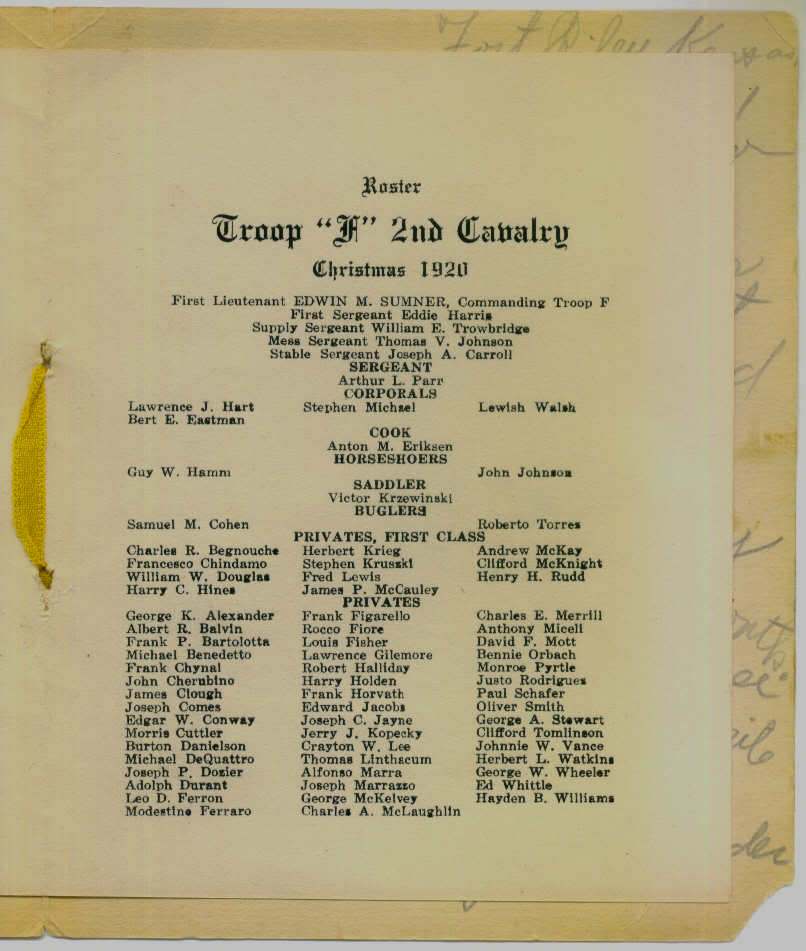 Fort Riley Kansas
Roster
Troop "F" 2nd Cavalry
Christmas 1920
First Lieutenant EDWIN M. SUMNER, Commanding Troop F
First Sergeant Eddie Harris
Supply Sergeant William E. Trowbridge
Mess Sergeant Thomas V. Johnson
Stable Sergeant Joseph A. Carroll
SERGEANT
Arthur L. Parr
CORPORALS
Lawrence J. Hart Stephen Michael Lewish Walsh
Bert E. Eastman
COOK
Anton M. Eriksen
HORSESHOERS
Guy W. Hamm John Johnson
SADDLER
Victor Krzewinski
BUGLERS
Samuel M. Cohen Roberto Torres
PRIVATES, FIRST CLASS
Charles R. Begnouche Herbert Krieg Andrew McKay
Francesco Chindamo Stephen Kruszki Clifford McKnight
William W. Douglas Fred Lewis Henry H. Rudd
Harry C. Hines James P. McCauley
PRIVATES
George K. Alexander Frank Figarello Charles E. Merrill
Albert R. Balvin Rocco Fiore Anthony Miceli
Frank P. Bartolotta Louis Fisher David F. Mott
Michael Benedetto Lawrence Gilemore Bennie Orbach
Frank Chynal Robert Halliday Monroe Pyrtle
John Cherubino Harry Holden Justo Rodrigues
James Clough Frank Horvath Paul Schafer
Joseph Comes Edward Jacobs Oliver Smith
Edgar W. Conway Joseph C. Jayne George A. Stewart
Morris Cuttler Jerry J. Kopecky Clifford Tomlinson
Burton Danielson Crayton W. Lee Johnnie W. Vance
Michael DeQuattro Thomas Linthacum Herbert L. Watkins
Joseph P. Dozier Alfonso Marra George W. Wheeler
Adolph Durant Joseph Marrazzo Ed Whittle
Leo D. Ferron George McKelvey Hayden B. Williams
Modestino Ferraro Charles A. McLaughlin